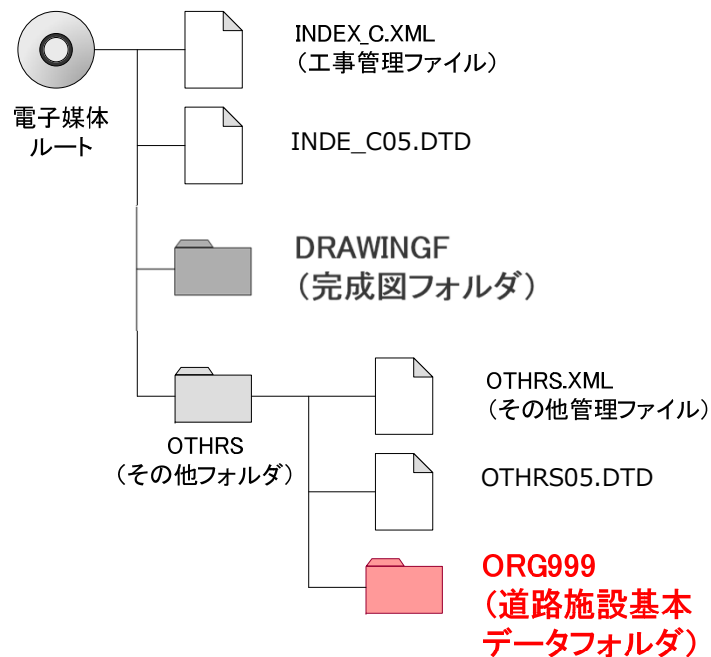 INDEX_C.XML
（工事管理ファイル）
電子媒体
ルート
INDE_C05.DTD
DRAWINGF
（完成図フォルダ）
OTHRS
（その他フォルダ）
OTHRS.XML
（その他管理ファイル）
OTHRS05.DTD
ORG999
（道路施設基本
データフォルダ）